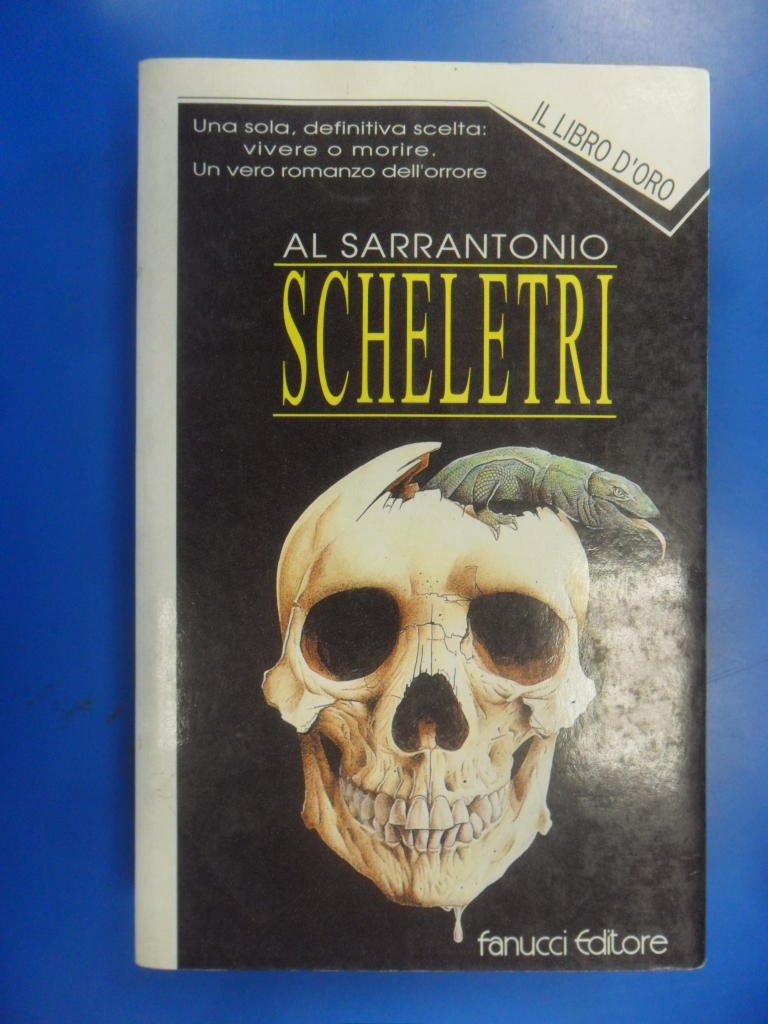 Una sola, definitiva scelta:
vivere o morire.
Un vero romanzo dell'orrore
IL LIBRO D'ORO
AL SARRANTONIO
SCHELETRI
fanucci Editore